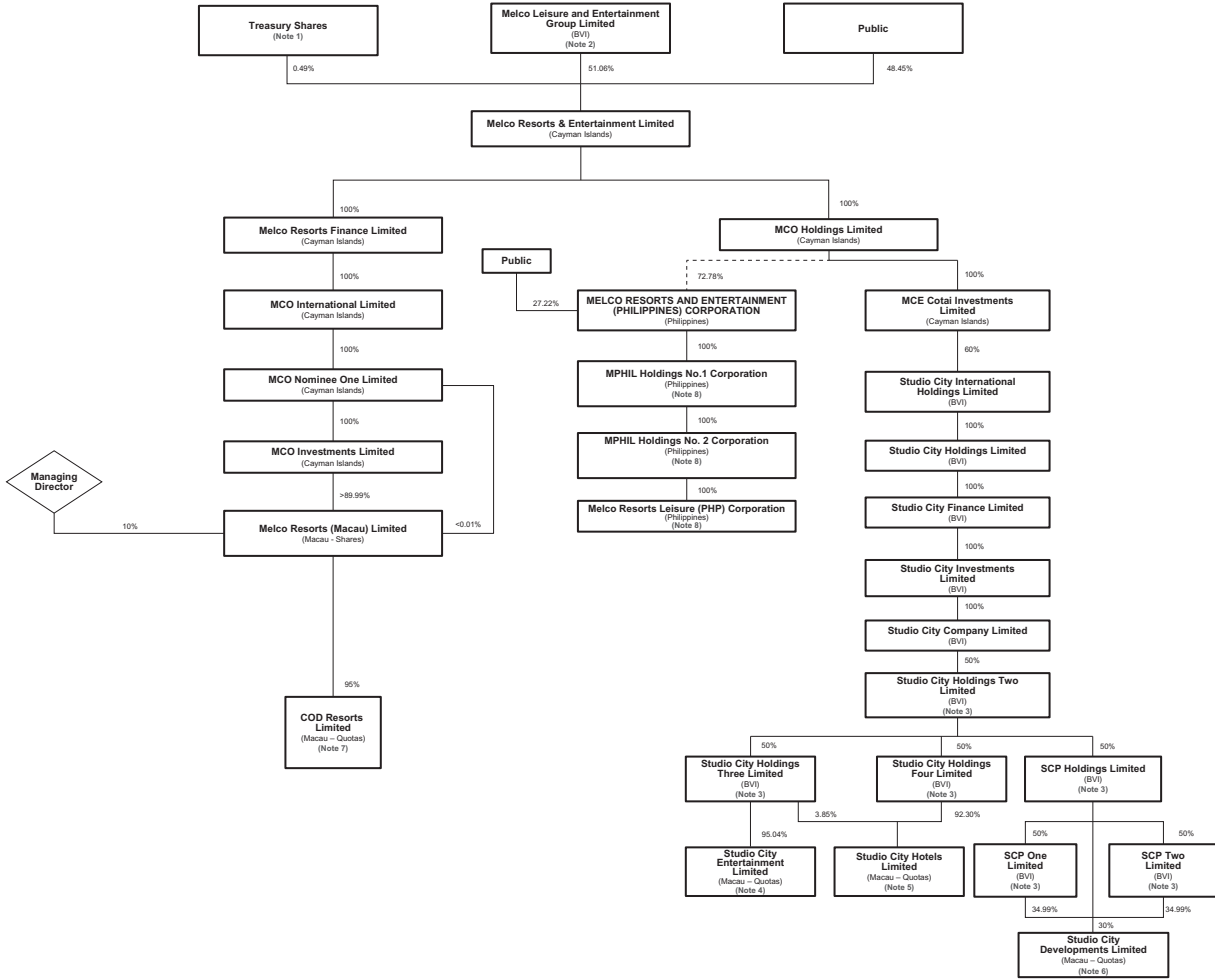 Treasury Shares
(Note 1)
Melco Leisure and Entertainment
Group Limited
(BVI)
(Note 2)
Public
0.49%
51.06%
48.45%
Melco Resorts & Entertainment Limited
(Cayman Islands)
100%
100%
Melco Resorts Finance Limited
(Cayman Islands)
MCO Holdings Limited
(Cayman Islands)
Public
100%
72.78%
100%
27.22%
MCO International Limited
(Cayman Islands)
MELCO RESORTS AND ENTERTAINMENT
(PHILIPPINES) CORPORATION
(Philippines)
MCE Cotai Investments
Limited
(Cayman Islands)
100%
100%
60%
MCO Nominee One Limited
(Cayman Islands)
MPHIL Holdings No.1 Corporation
(Philippines)
(Note 8)
Studio City International
Holdings Limited
(BVI)
100%
100%
100%
MCO Investments Limited
(Cayman Islands)
MPHIL Holdings No. 2 Corporation
(Philippines)
(Note 8)
Studio City Holdings Limited
(BVI)
Managing
Director
>89.99%
100%
100%
Melco Resorts Leisure (PHP) Corporation
(Philippines)
(Note 8)
Studio City Finance Limited
(BVI)
10%
Melco Resorts (Macau) Limited
(Macau - Shares)
<0.01%
100%
Studio City Investments
Limited
(BVI)
100%
Studio City Company Limited
(BVI)
50%
95%
Studio City Holdings Two
Limited
(BVI)
(Note 3)
COD Resorts
Limited
(Macau – Quotas)
(Note 7)
50%
50%
50%
Studio City Holdings
Three Limited
(BVI)
(Note 3)
Studio City Holdings
Four Limited
(BVI)
(Note 3)
SCP Holdings Limited
(BVI)
(Note 3)
3.85%
92.30%
95.04%
50%
50%
Studio City
Entertainment
Limited
(Macau – Quotas)
(Note 4)
Studio City Hotels
Limited
(Macau – Quotas)
(Note 5)
SCP One
Limited
(BVI)
(Note 3)
SCP Two
Limited
(BVI)
(Note 3)
34.99%
34.99%
30%
Studio City
Developments Limited
(Macau – Quotas)
(Note 6)